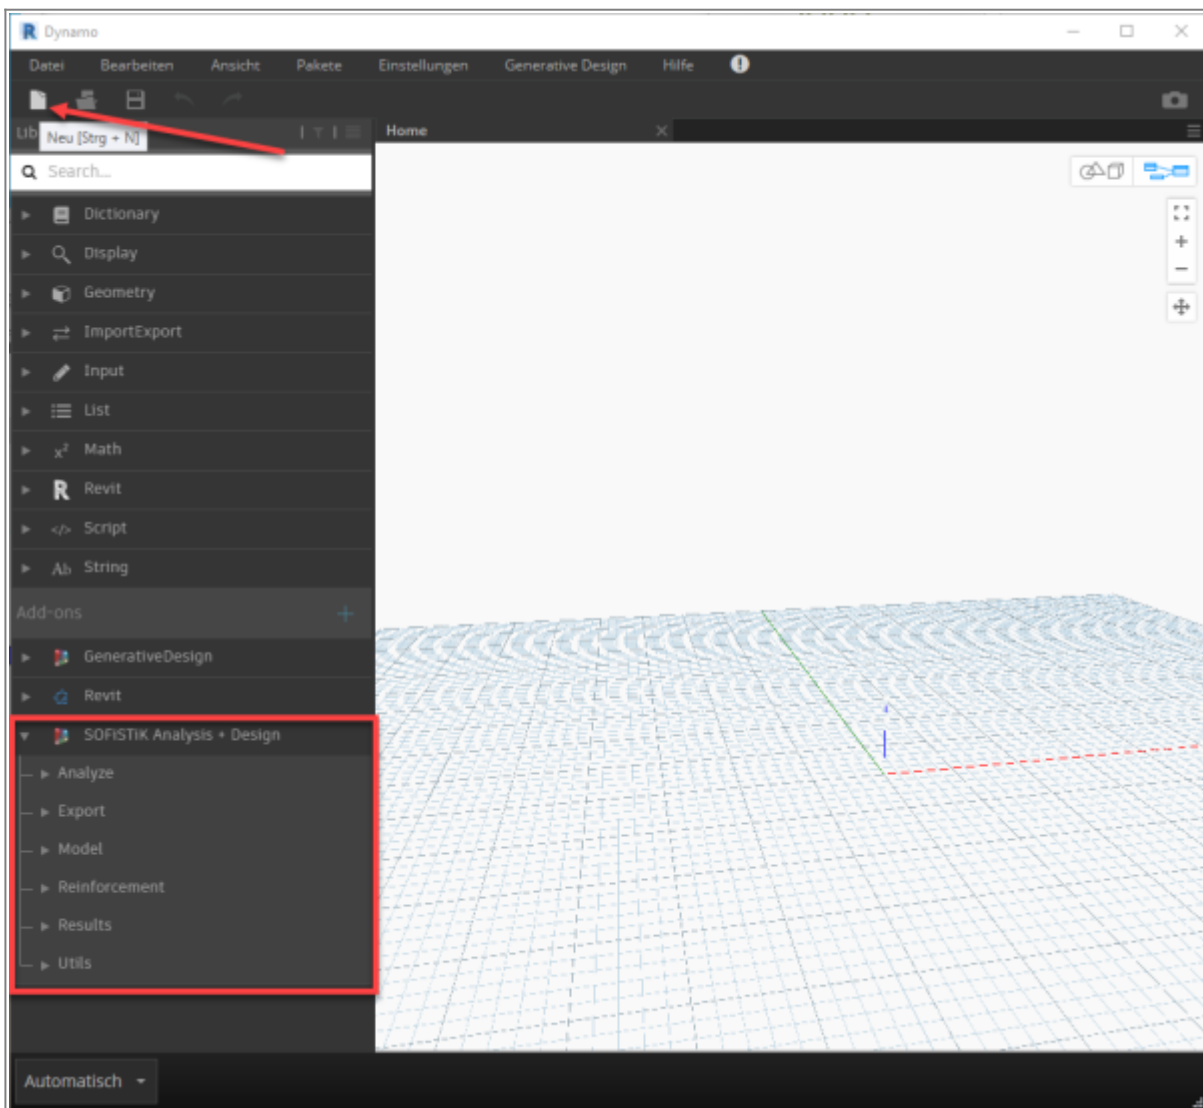 Dynamo
Datei Bearbeiten Ansicht Pakete Einstellungen Generative Design Hilfe
Lib
Neu [Strg + N]
Home
Search...
Dictionary
Display
Geometry
ImportExport
Input
List
Math
Revit
Script
String
Add-ons
GenerativeDesign
Revit
SOFiSTiK Analysis + Design
Analyze
Export
Model
Reinforcement
Results
Utils
Automatisch